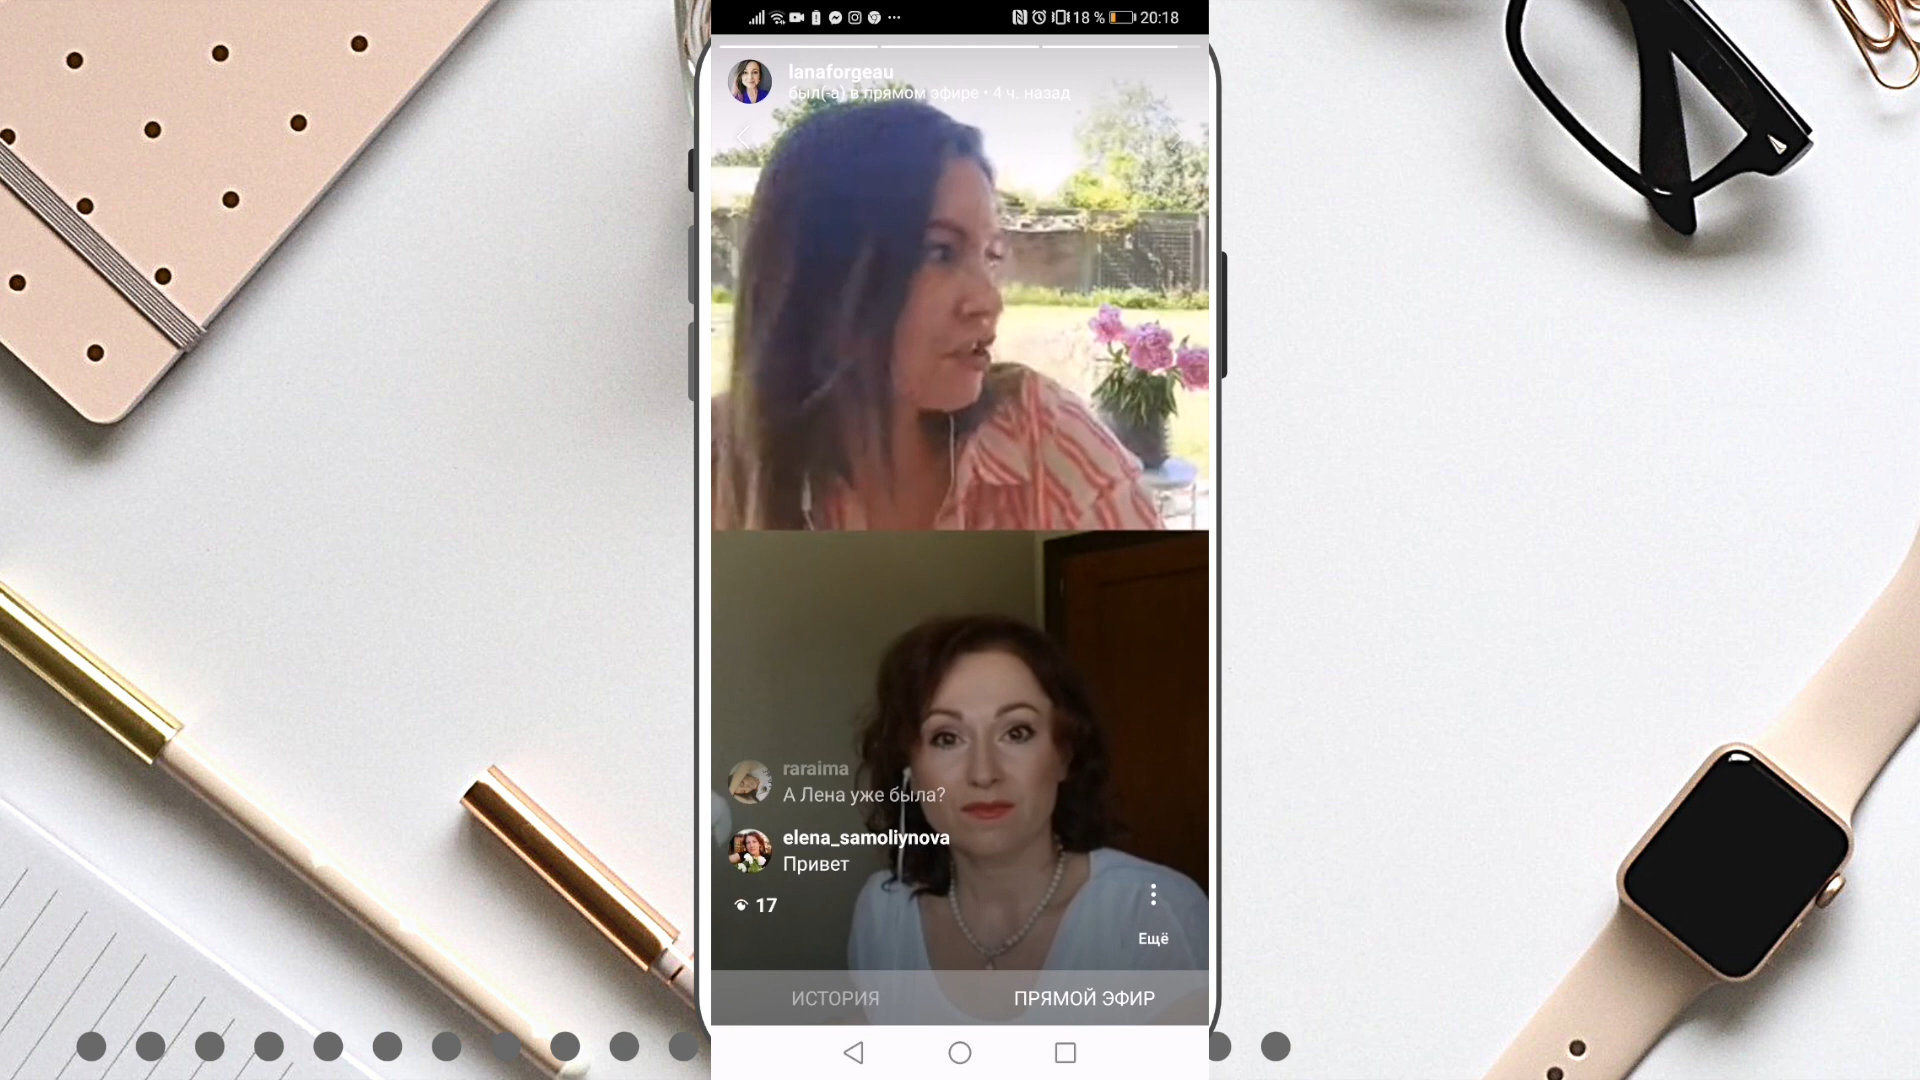 18 % 20:18
lanaforgeau
был(-а) в прямом эфире • 4 ч. назад
raraima
А Лена уже была?
elena_samoliynova
Привет
17
Ещё
ИСТОРИЯ
ПРЯМОЙ ЭФИР